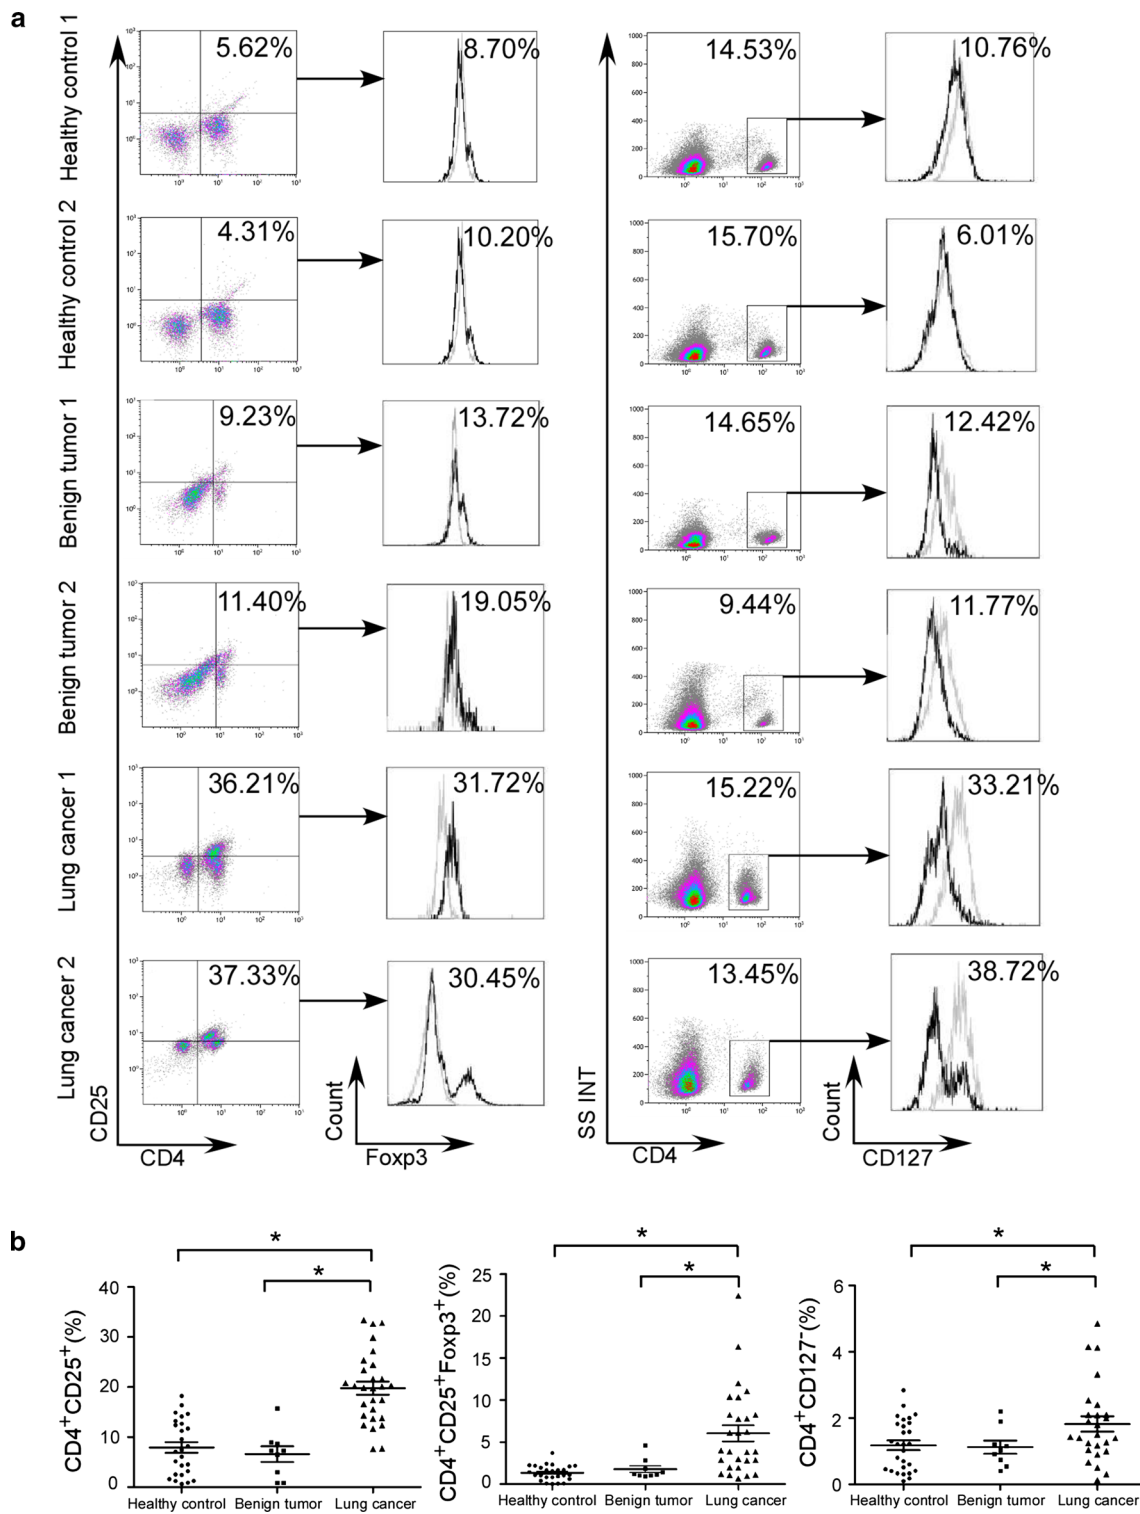 a
Healthy control 1
5.62%
8.70%
14.53%
10.76%
Healthy control 2
4.31%
10.20%
15.70%
6.01%
Benign tumor 1
9.23%
13.72%
14.65%
12.42%
Benign tumor 2
11.40%
19.05%
9.44%
11.77%
Lung cancer 1
36.21%
31.72%
15.22%
33.21%
Lung cancer 2
37.33%
30.45%
13.45%
38.72%
CD25
CD4
Count
Foxp3
SS INT
CD4
Count
CD127
b
*
*
CD4+CD25+(%)
40
30
20
10
0
Healthy control Benign tumor Lung cancer
*
*
CD4+CD25+Foxp3+(%)
25
20
15
10
5
0
Healthy control Benign tumor Lung cancer
*
*
CD4+CD127-(%)
6
4
2
0
Healthy control Benign tumor Lung cancer